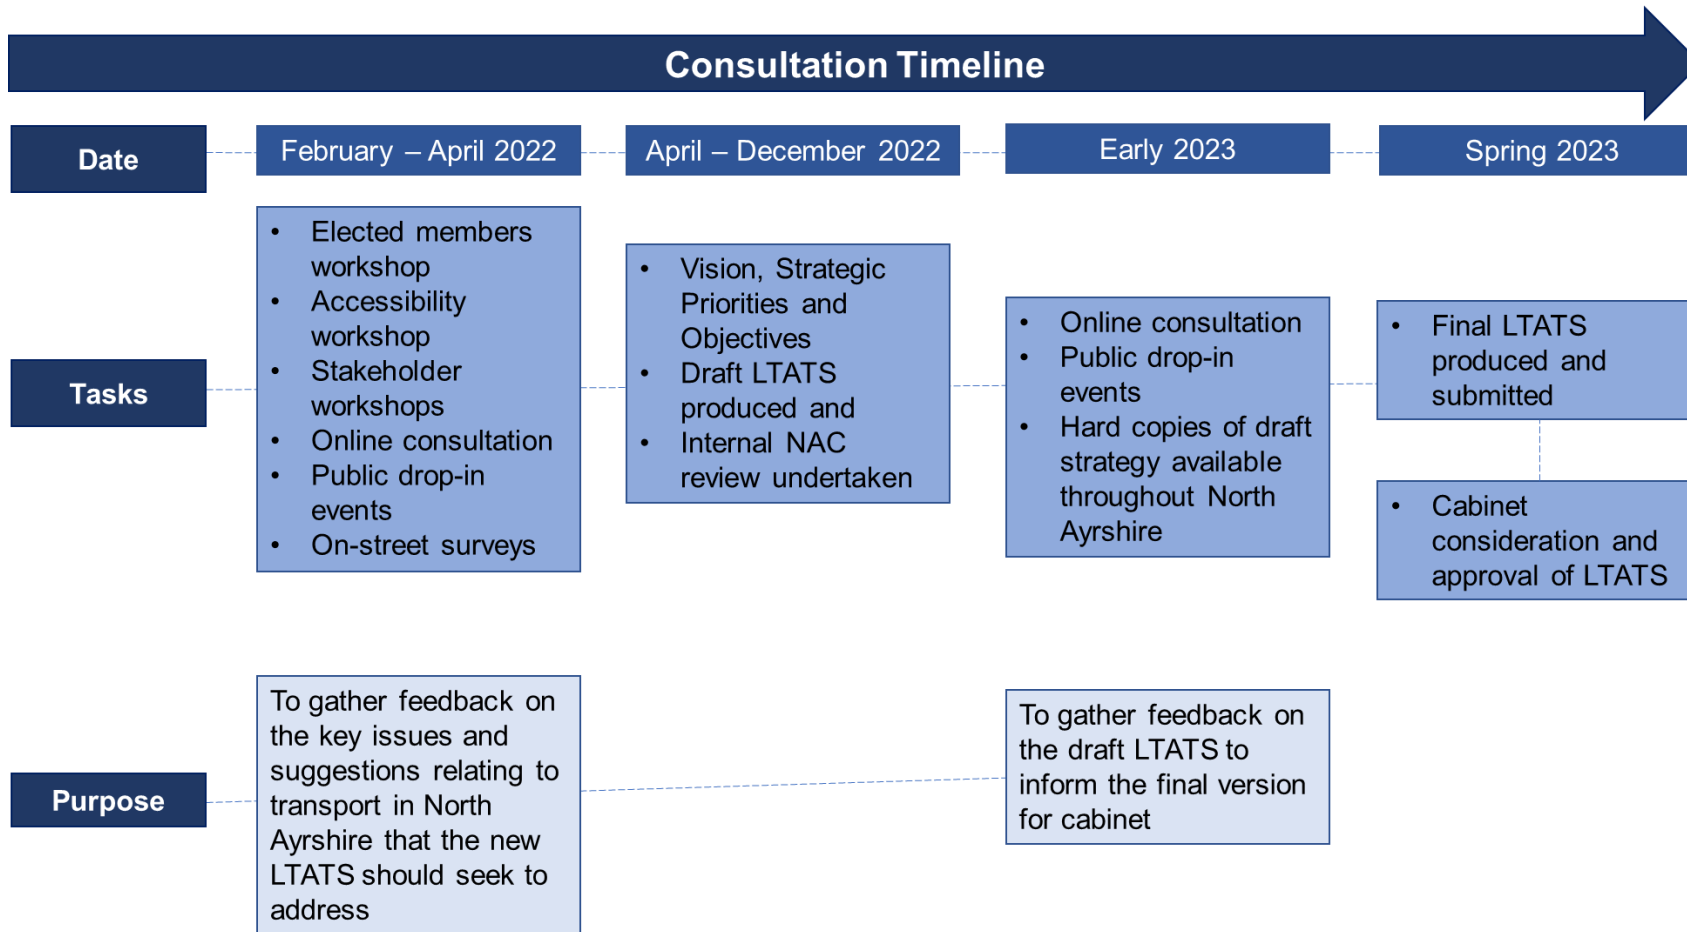 Consultation Timeline
Date
February – April 2022
April – December 2022
Early 2023
Spring 2023
Tasks
• Elected members
workshop
• Accessibility
workshop
• Stakeholder
workshops
• Online consultation
• Public drop-in
events
• On-street surveys
• Vision, Strategic
Priorities and
Objectives
• Draft LTATS
produced and
• Internal NAC
review undertaken
• Online consultation
• Public drop-in
events
• Hard copies of draft
strategy available
throughout North
Ayrshire
• Final LTATS
produced and
submitted
• Cabinet
consideration and
approval of LTATS
Purpose
To gather feedback on
the key issues and
suggestions relating to
transport in North
Ayrshire that the new
LTATS should seek to
address
To gather feedback on
the draft LTATS to
inform the final version
for cabinet